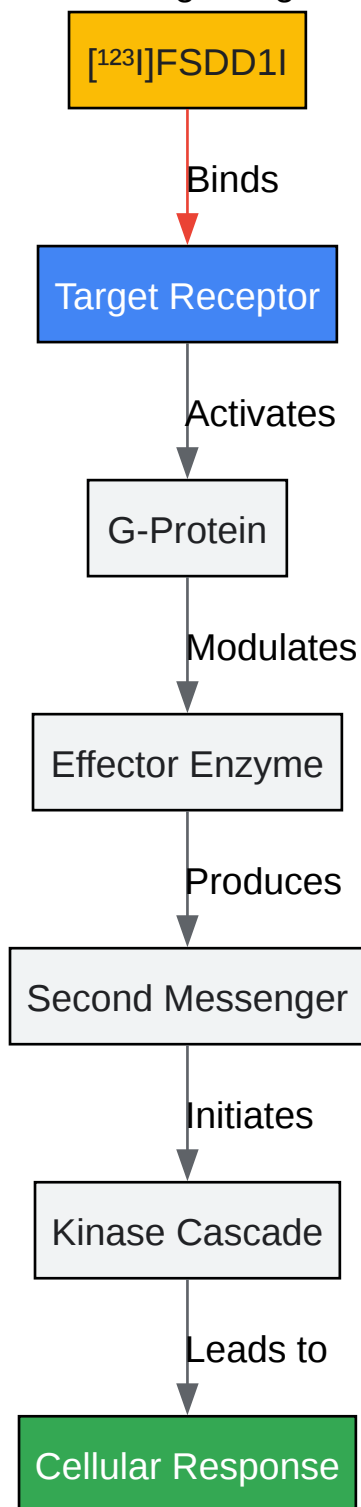 [¹²³I]FSDD1I
Binds
Target Receptor
Activates
G-Protein
Modulates
Effector Enzyme
Produces
Second Messenger
Initiates
Kinase Cascade
Leads to
Cellular Response